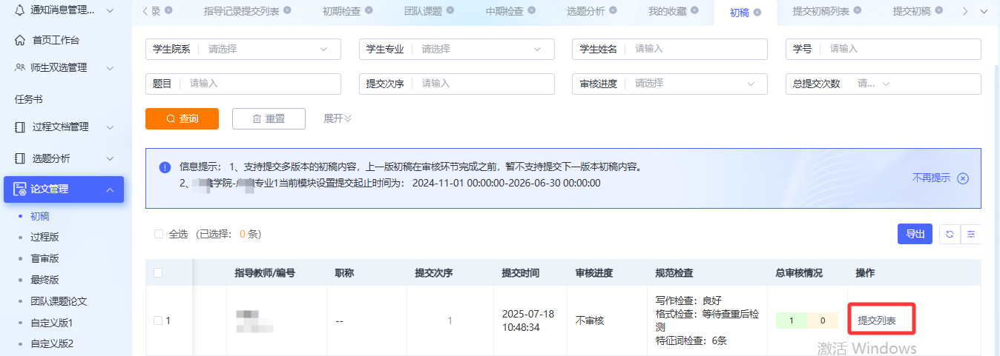 通知消息管理...
录 指导记录提交列表 初期检查 团队课题 中期检查 选题分析 我的收藏 初稿 提交初稿列表 提交初稿
首页工作台
师生双选管理
任务书
过程文档管理
选题分析
论文管理
初稿
过程版
盲审版
最终版
团队课题论文
自定义版1
自定义版2
学生院系 请选择 学生专业 请选择 学生姓名 请输入 学号 请输入
题目 请输入 提交次序 请输入 审核进度 请选择 总提交次数 请...
查询 重置 展开
信息提示： 1、支持提交多版本的初稿内容，上一版初稿在审核环节完成之前，暂不支持提交下一版本初稿内容。
2、学院-专业1当前模块设置提交起止时间为： 2024-11-01 00:00:00-2026-06-30 00:00:00
不再提示
全选 （已选择： 0 条） 导出
指导教师/编号 职称 提交次序 提交时间 审核进度 规范检查 总审核情况 操作
1 -- 1 2025-07-18
10:48:34 不审核 写作检查：良好
格式检查：等待查重后检
测
特征词检查：6条 1 0 提交列表
激活 Windows